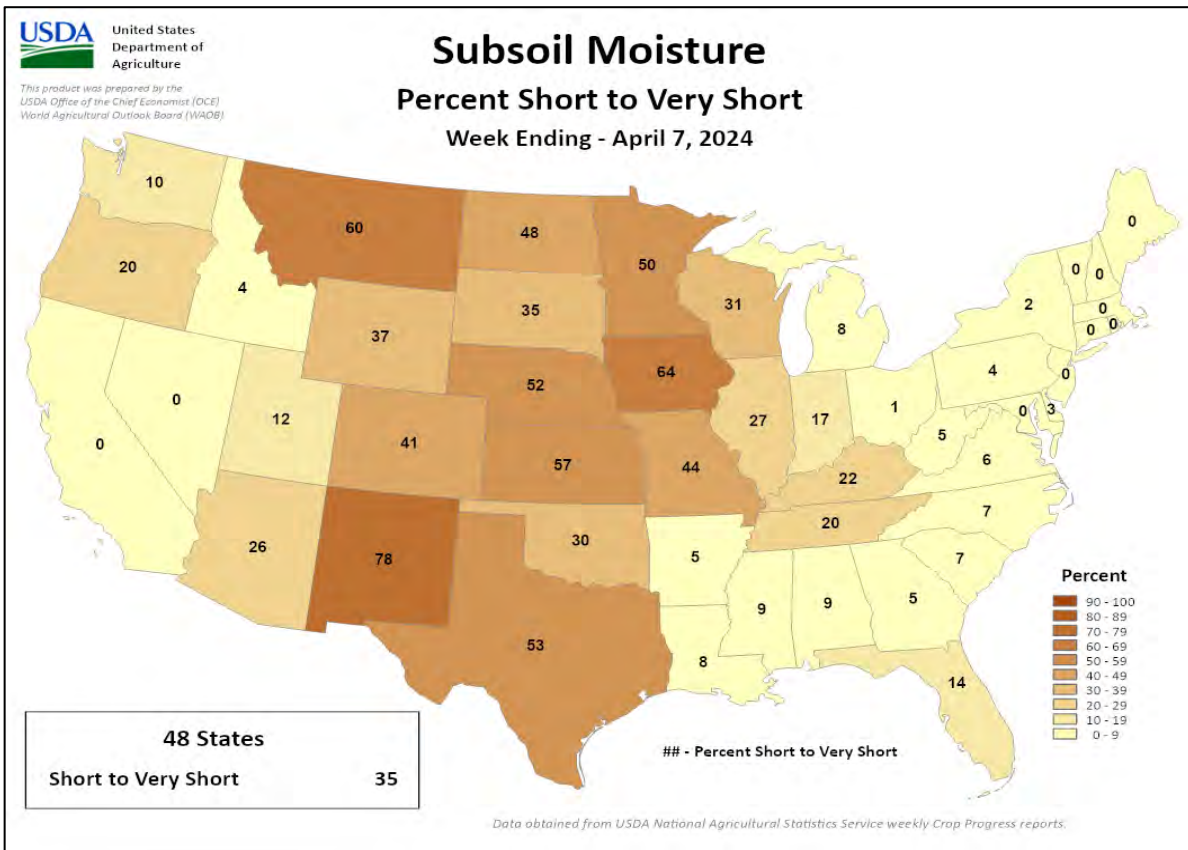 USDA
United States
Department of
Agriculture
This product was prepared by the
USDA Office of the Chief Economist (OCE)
World Agricultural Outlook Board (WAOB)
Subsoil Moisture
Percent Short to Very Short
Week Ending - April 7, 2024
10
60
48
50
0
20
4
35
31
8
2
0
0
0
0
0
37
52
64
4
0
0
12
41
57
44
27
17
1
5
0
3
6
0
26
78
30
22
20
7
5
7
53
9
9
5
8
14
Percent
90 - 100
80 - 89
70 - 79
60 - 69
50 - 59
40 - 49
30 - 39
20 - 29
10 - 19
0 - 9
48 States
Short to Very Short 35
## - Percent Short to Very Short
Data obtained from USDA National Agricultural Statistics Service weekly Crop Progress reports.